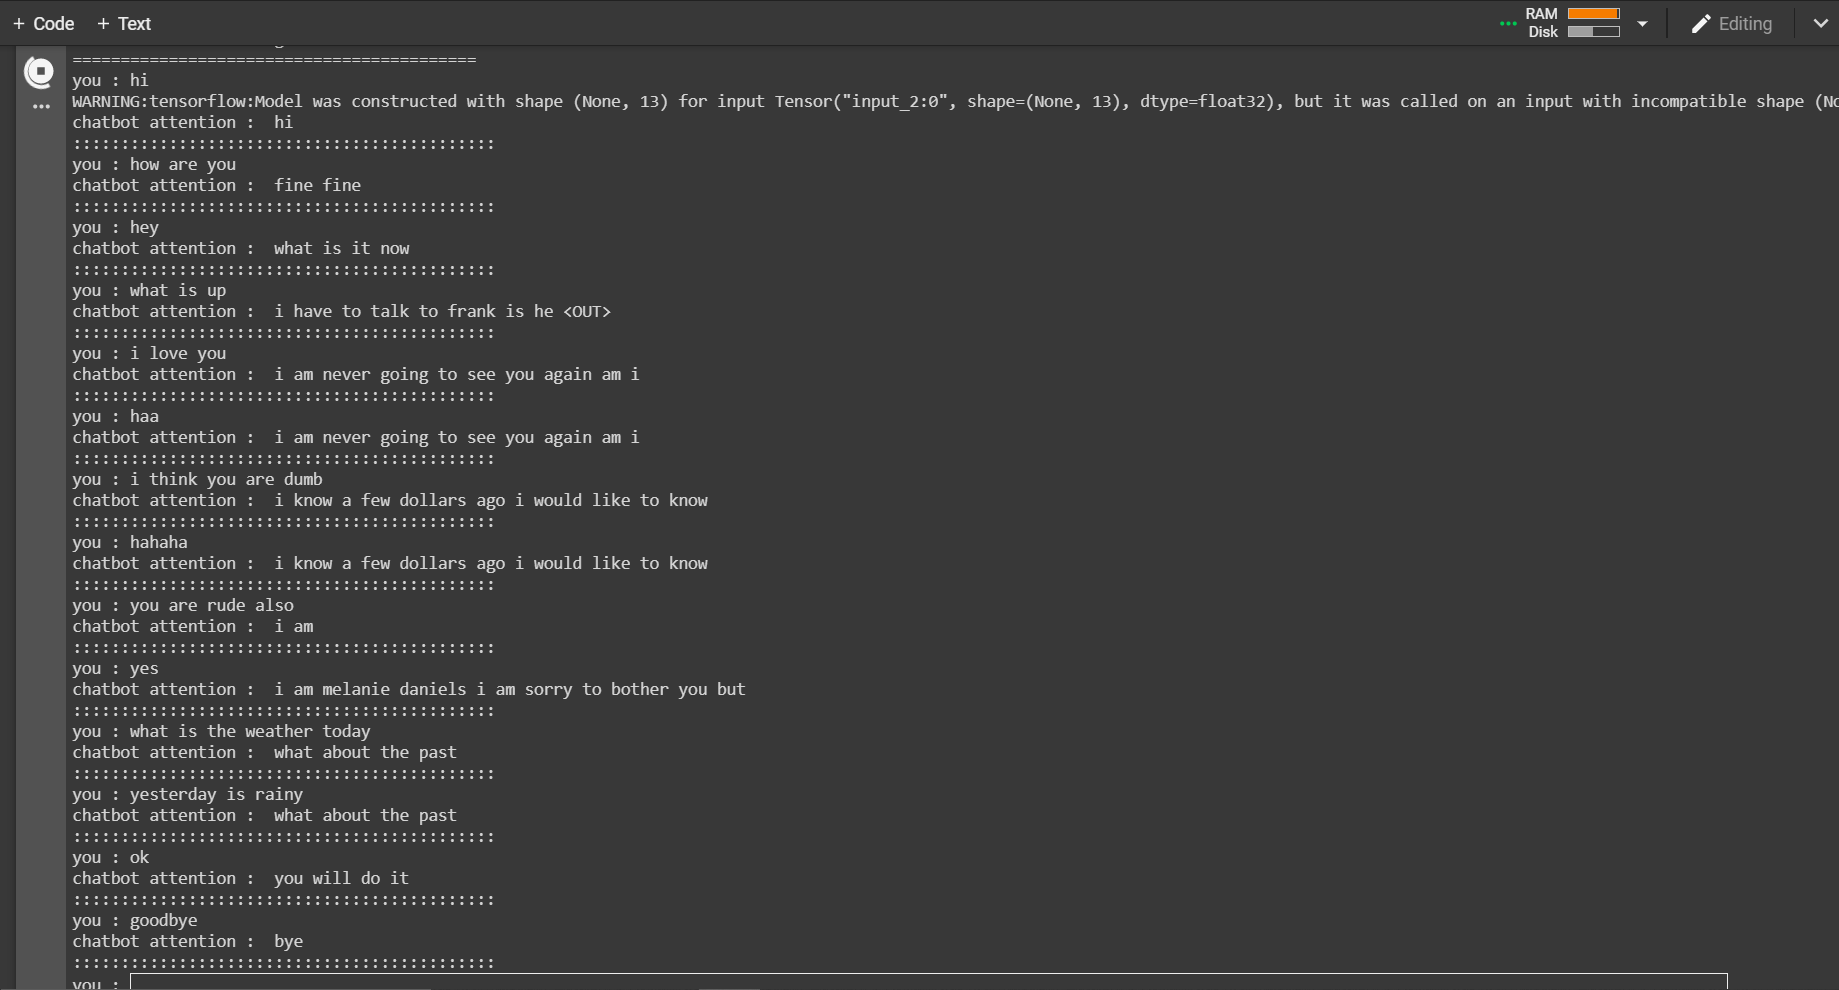 + Code + Text
RAM
Disk
Editing
==========================================
you : hi
WARNING:tensorflow:Model was constructed with shape (None, 13) for input Tensor("input_2:0", shape=(None, 13), dtype=float32), but it was called on an input with incompatible shape (No
chatbot attention :  hi
::::::::::::::::::::::::::::::::::::::::::::
you : how are you
chatbot attention :  fine fine
::::::::::::::::::::::::::::::::::::::::::::
you : hey
chatbot attention :  what is it now
::::::::::::::::::::::::::::::::::::::::::::
you : what is up
chatbot attention :  i have to talk to frank is he <OUT>
::::::::::::::::::::::::::::::::::::::::::::
you : i love you
chatbot attention :  i am never going to see you again am i
::::::::::::::::::::::::::::::::::::::::::::
you : haa
chatbot attention :  i am never going to see you again am i
::::::::::::::::::::::::::::::::::::::::::::
you : i think you are dumb
chatbot attention :  i know a few dollars ago i would like to know
::::::::::::::::::::::::::::::::::::::::::::
you : hahaha
chatbot attention :  i know a few dollars ago i would like to know
::::::::::::::::::::::::::::::::::::::::::::
you : you are rude also
chatbot attention :  i am
::::::::::::::::::::::::::::::::::::::::::::
you : yes
chatbot attention :  i am melanie daniels i am sorry to bother you but
::::::::::::::::::::::::::::::::::::::::::::
you : what is the weather today
chatbot attention :  what about the past
::::::::::::::::::::::::::::::::::::::::::::
you : yesterday is rainy
chatbot attention :  what about the past
::::::::::::::::::::::::::::::::::::::::::::
you : ok
chatbot attention :  you will do it
::::::::::::::::::::::::::::::::::::::::::::
you : goodbye
chatbot attention :  bye
::::::::::::::::::::::::::::::::::::::::::::
you :